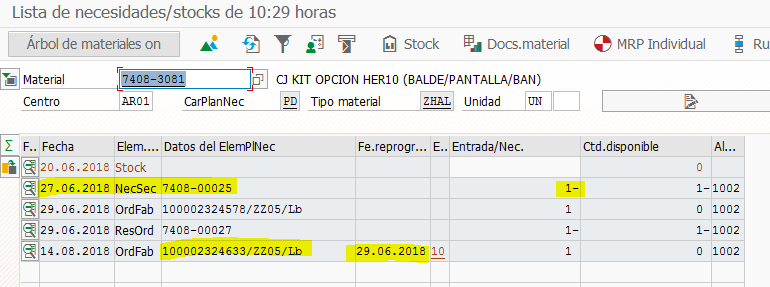 Lista de necesidades/stocks de 10:29 horas
Árbol de materiales on Stock Docs.material MRP Individual Ru
Material 7408-3081 CJ KIT OPCION HER10 (BALDE/PANTALLA/BAN)
Centro AR01 CarPlanNec PD Tipo material ZHAL Unidad UN
Σ F.. Fecha Elem.... Datos del ElemPlNec Fe.reprogr... E.. Entrada/Nec. Ctd.disponible Al...
20.06.2018 Stock 0
27.06.2018 NecSec 7408-00025 1- 1- 1002
29.06.2018 OrdFab 100002324578/ZZ05/Lb 1 0 1002
29.06.2018 ResOrd 7408-00027 1- 1- 1002
14.08.2018 OrdFab 100002324633/ZZ05/Lb 29.06.2018 10 1 0 1002